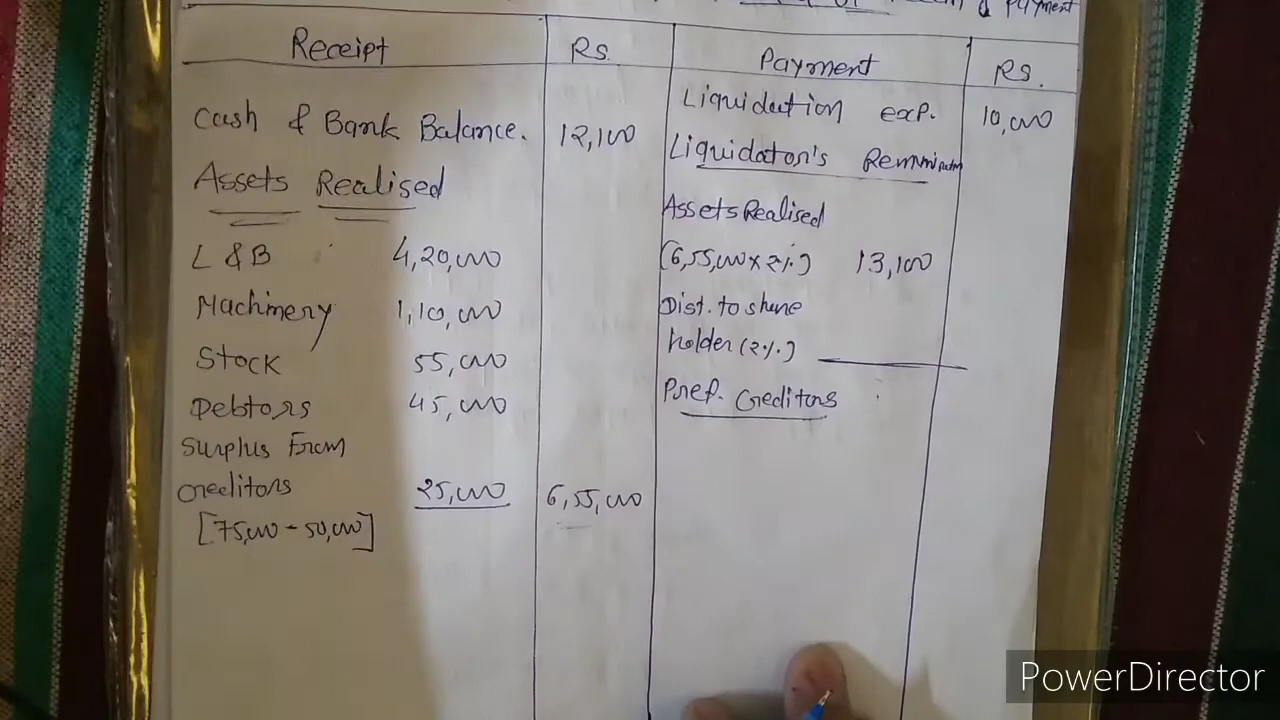 & Payment
Receipt Rs. Payment Rs.
Liquidation exp. 10,000
Cash & Bank Balance. 12,100
Liquidator's
Assets Realised
Assets Realised
L & B 4,20,000
(6,55,000 x 2%) 13,100
Machinery 1,10,000
Dist. to share
holder (2%)
Stock 55,000
Pref. Creditors
Debtors 45,000
Surplus From
Creditors 25,000 6,55,000
[75,000 - 50,000]
PowerDirector